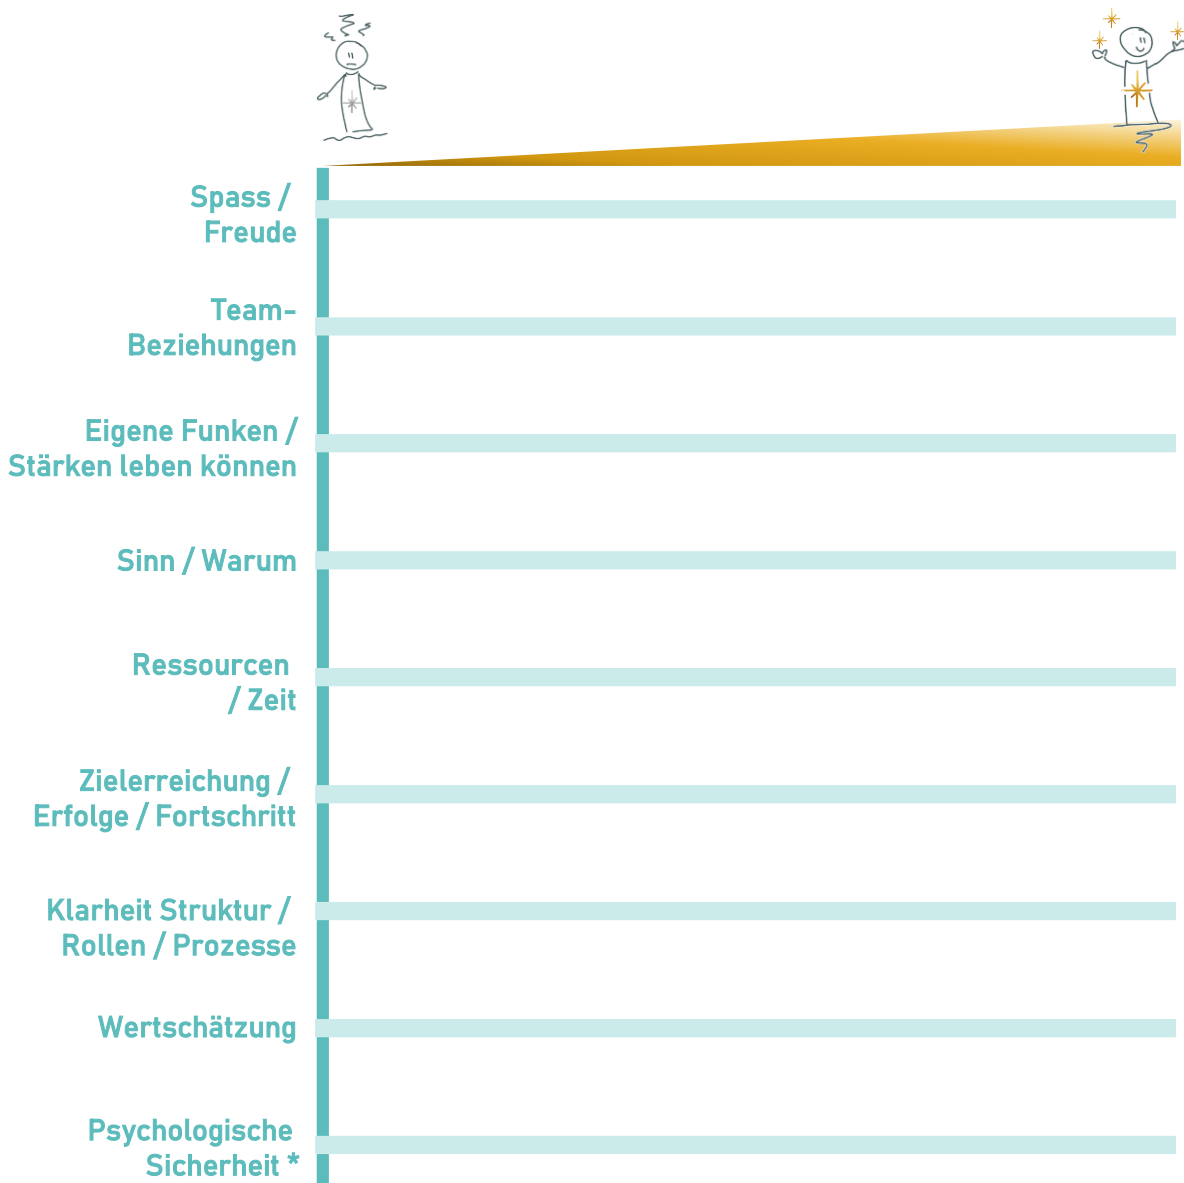 Spass /
Freude
Team-
Beziehungen
Eigene Funken /
Stärken leben können
Sinn / Warum
Ressourcen
/ Zeit
Zielerreichung /
Erfolge / Fortschritt
Klarheit Struktur /
Rollen / Prozesse
Wertschätzung
Psychologische
Sicherheit *